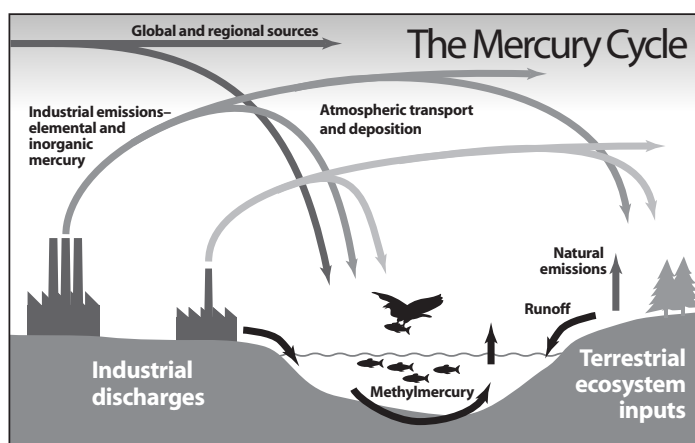 Global and regional sources
The Mercury Cycle
Industrial emissions–
elemental and
inorganic
mercury
Atmospheric transport
and deposition
Natural
emissions
Runoff
Industrial
discharges
Methylmercury
Terrestrial
ecosystem
inputs